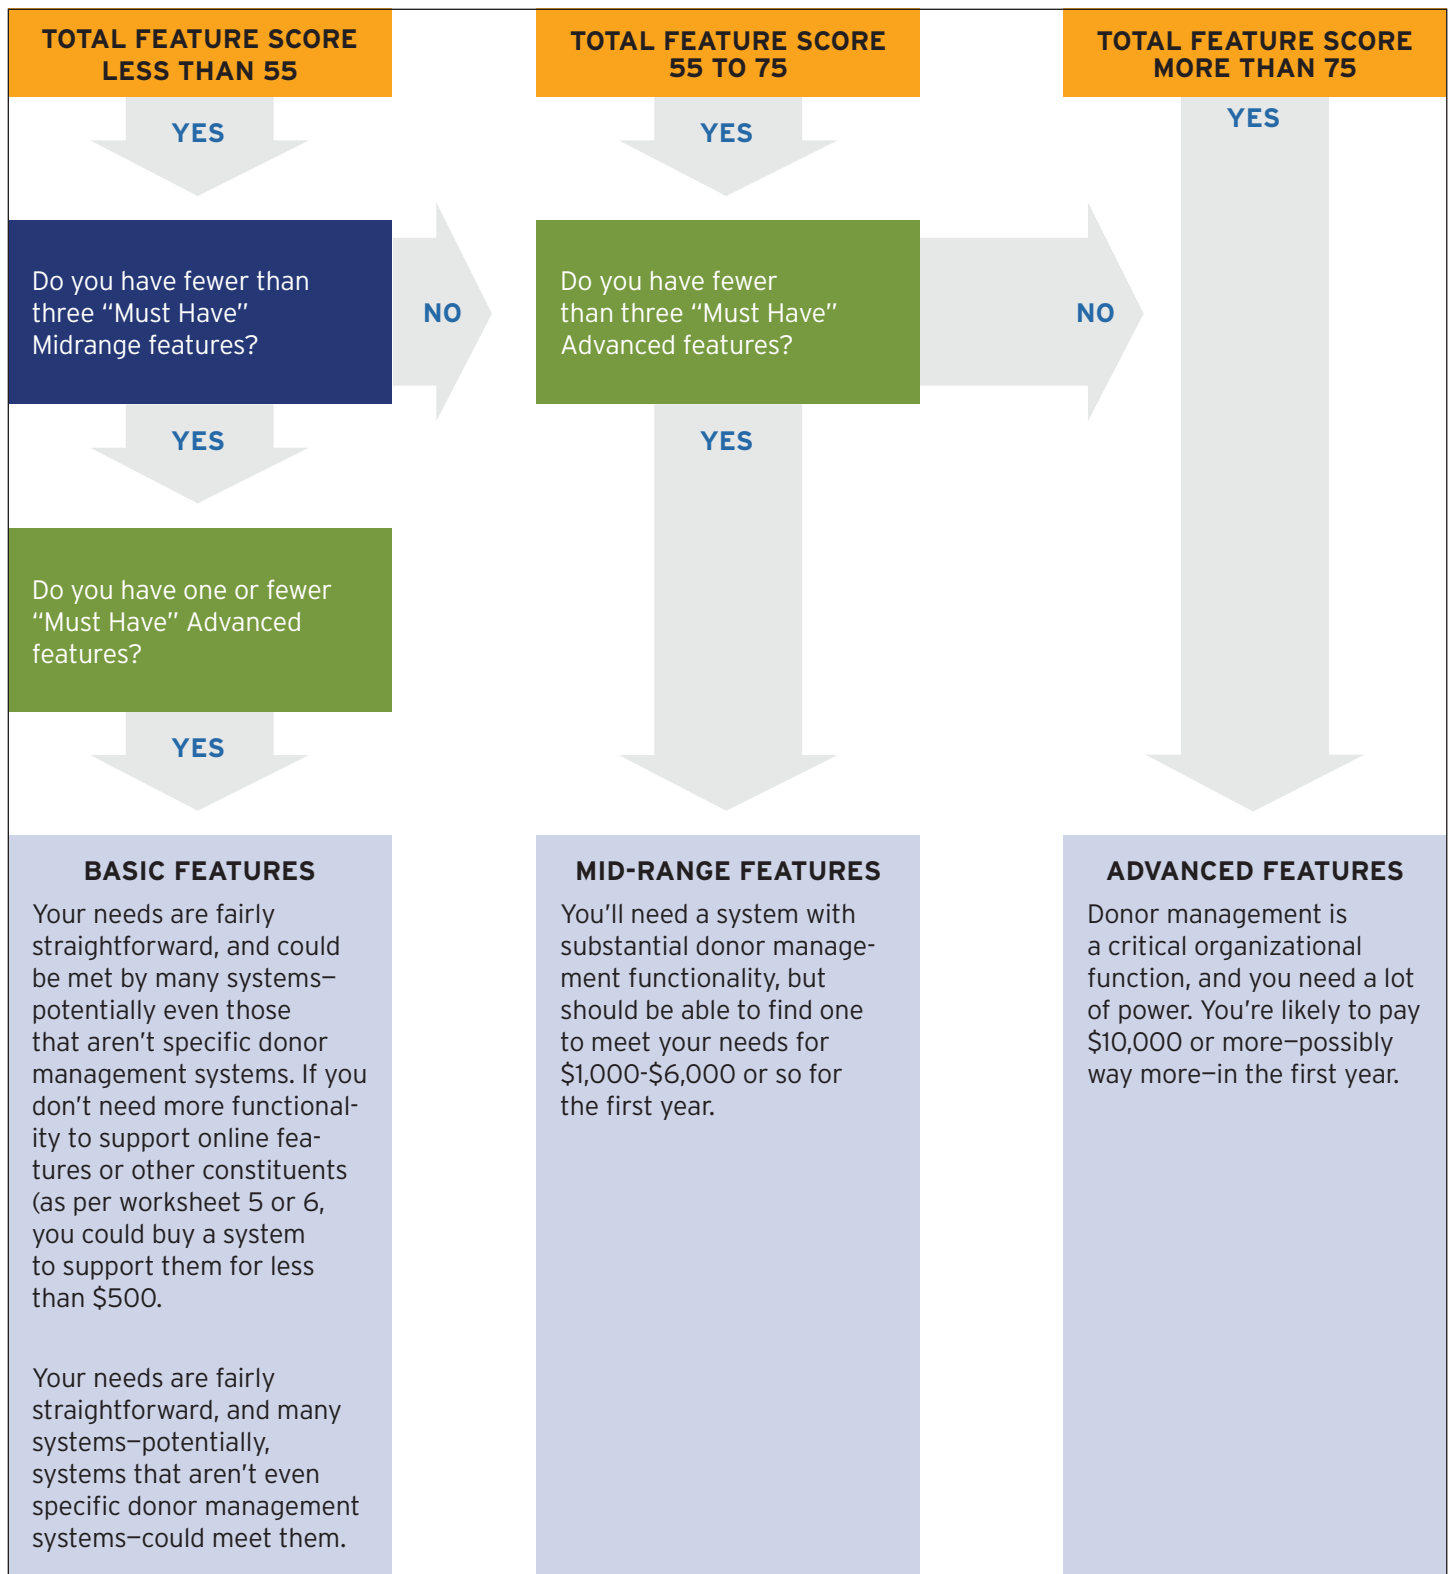 TOTAL FEATURE SCORE
LESS THAN 55
TOTAL FEATURE SCORE
55 TO 75
TOTAL FEATURE SCORE
MORE THAN 75
YES
YES
YES
Do you have fewer than
three “Must Have”
Midrange features?
NO
Do you have fewer
than three “Must Have”
Advanced features?
NO
YES
YES
Do you have one or fewer
“Must Have” Advanced
features?
YES
BASIC FEATURES
Your needs are fairly
straightforward, and could
be met by many systems—
potentially even those
that aren’t specific donor
management systems. If you
don’t need more functional-
ity to support online fea-
tures or other constituents
(as per worksheet 5 or 6,
you could buy a system
to support them for less
than $500.
Your needs are fairly
straightforward, and many
systems—potentially,
systems that aren’t even
specific donor management
systems—could meet them.
MID-RANGE FEATURES
You’ll need a system with
substantial donor manage-
ment functionality, but
should be able to find one
to meet your needs for
$1,000-$6,000 or so for
the first year.
ADVANCED FEATURES
Donor management is
a critical organizational
function, and you need a lot
of power. You’re likely to pay
$10,000 or more—possibly
way more—in the first year.